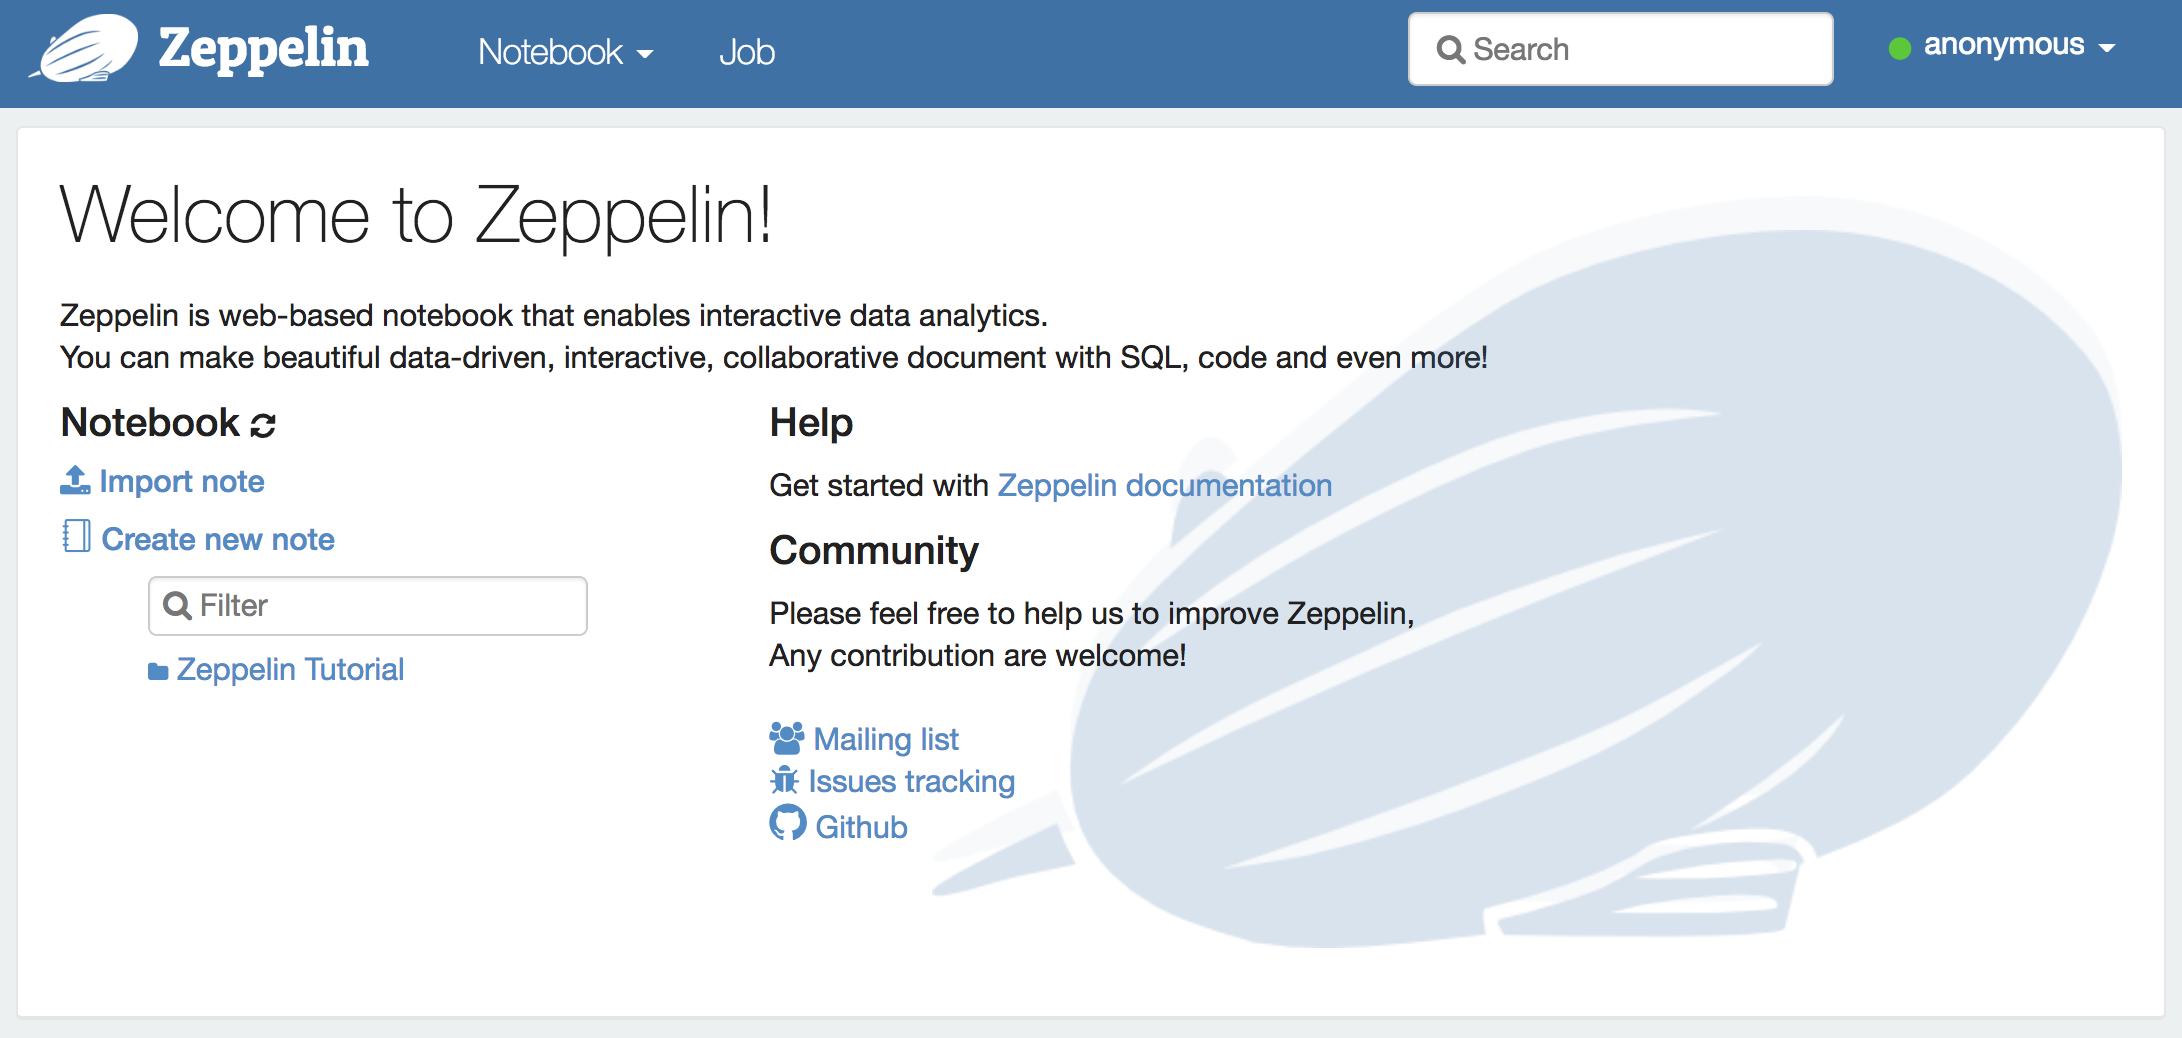 Zeppelin
Notebook
Job
Search
anonymous
Welcome to Zeppelin!
Zeppelin is web-based notebook that enables interactive data analytics.
You can make beautiful data-driven, interactive, collaborative document with SQL, code and even more!
Notebook
Import note
Create new note
Filter
Zeppelin Tutorial
Help
Get started with Zeppelin documentation
Community
Please feel free to help us to improve Zeppelin,
Any contribution are welcome!
Mailing list
Issues tracking
Github